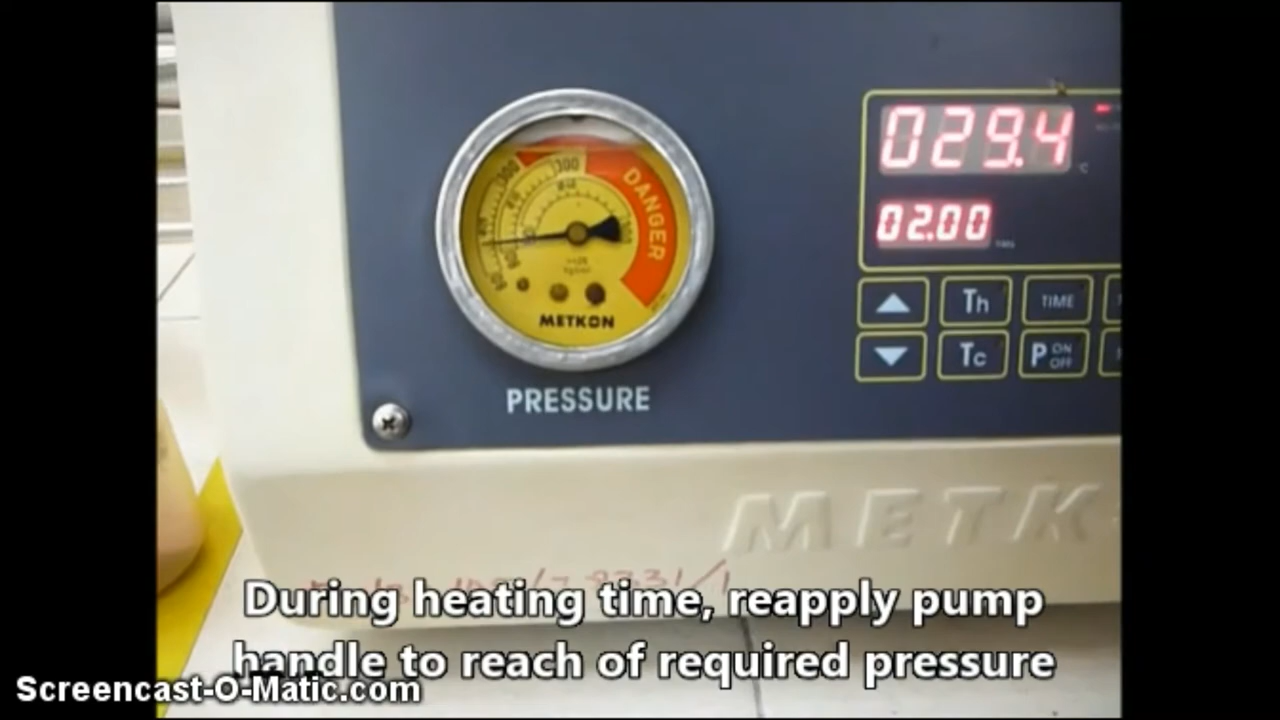 029.4
C
02.00
300
DANGER
METKON
PRESSURE
Th
TIME
Tc
P ON OFF
METK
During heating time, reapply pump
handle to reach of required pressure
Screencast-O-Matic.com